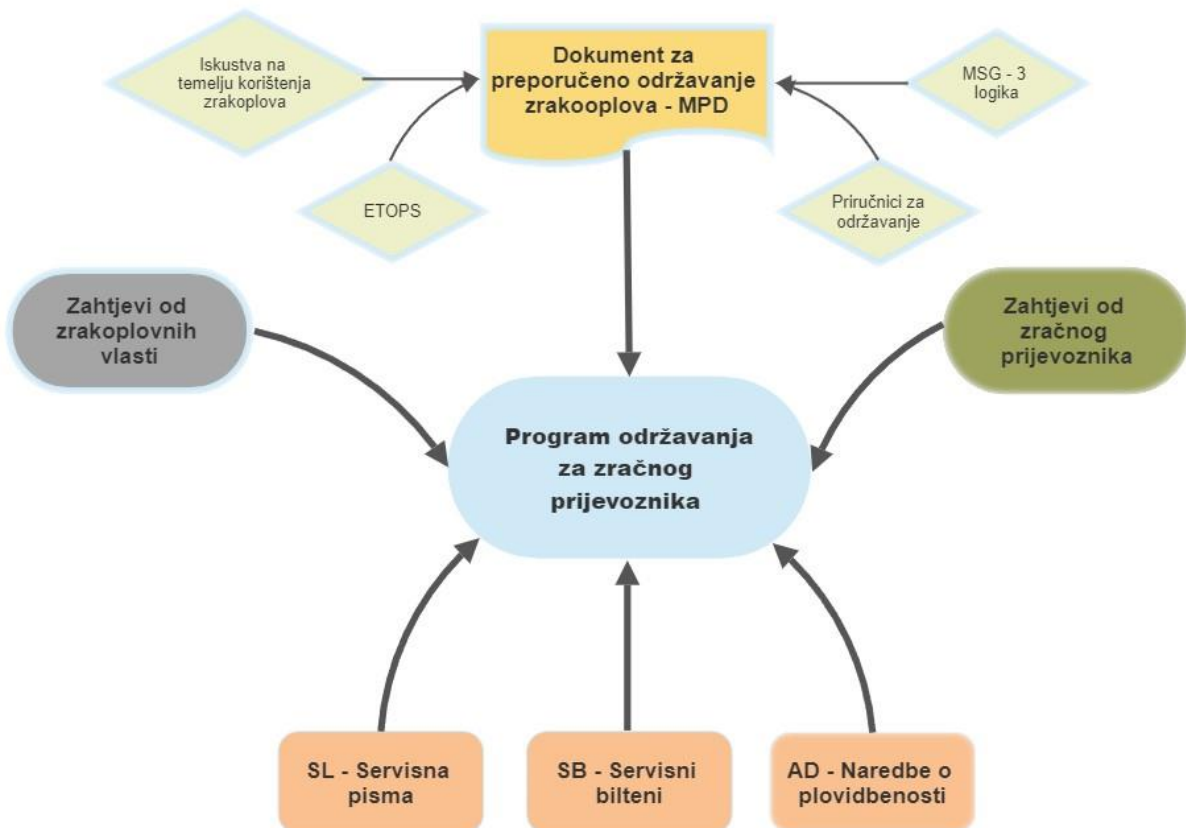 Iskustva na
temelju korištenja
zrakoplova
Dokument za
preporučeno održavanje
zrakooplova - MPD
MSG - 3
logika
ETOPS
Priručnici za
održavanje
Zahtjevi od
zrakoplovnih
vlasti
Zahtjevi od
zračnog
prijevoznika
Program održavanja
za zračnog
prijevoznika
SL - Servisna
pisma
SB - Servisni
bilteni
AD - Naredbe o
plovidbenosti